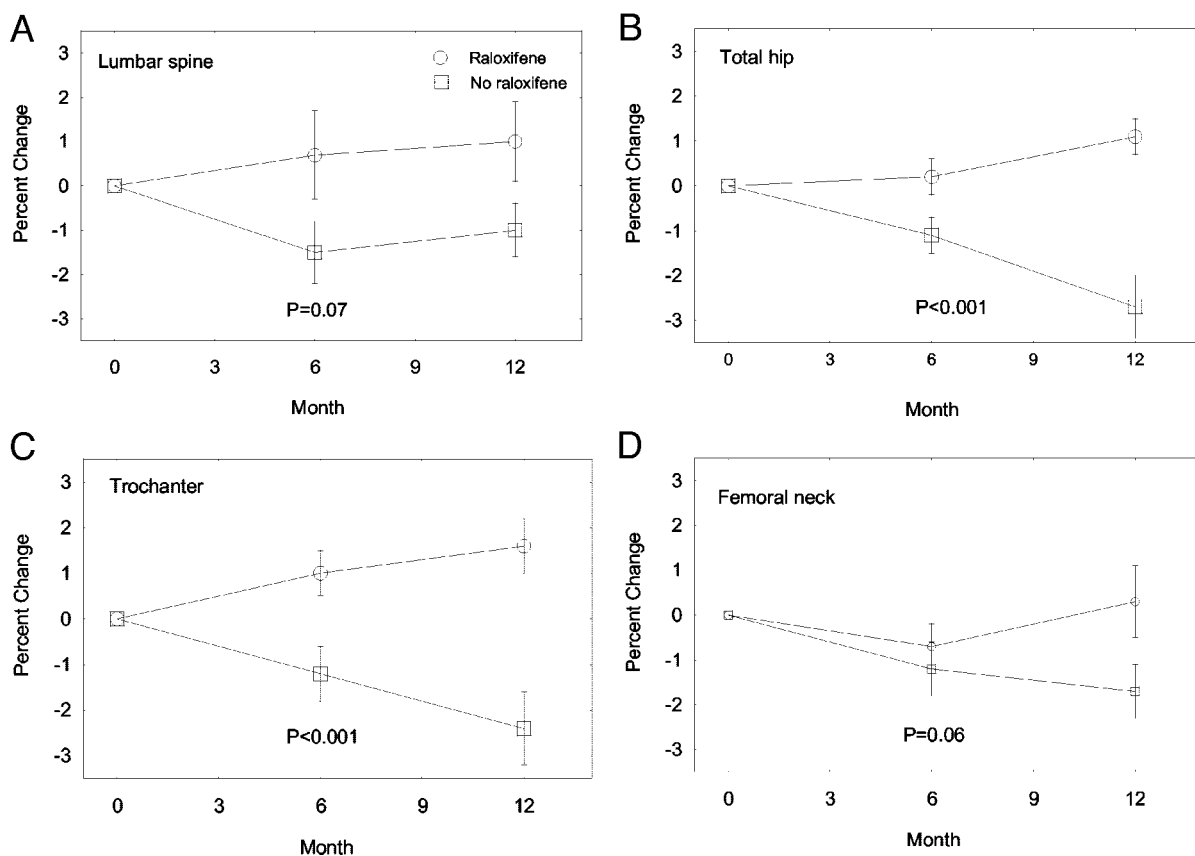 A
Lumbar spine
Raloxifene
No raloxifene
Percent Change
3
2
1
0
-1
-2
-3
P=0.07
0 3 6 9 12
Month
B
Total hip
Percent Change
3
2
1
0
-1
-2
-3
P<0.001
0 3 6 9 12
Month
C
Trochanter
Percent Change
3
2
1
0
-1
-2
-3
P<0.001
0 3 6 9 12
Month
D
Femoral neck
Percent Change
3
2
1
0
-1
-2
-3
P=0.06
0 3 6 9 12
Month